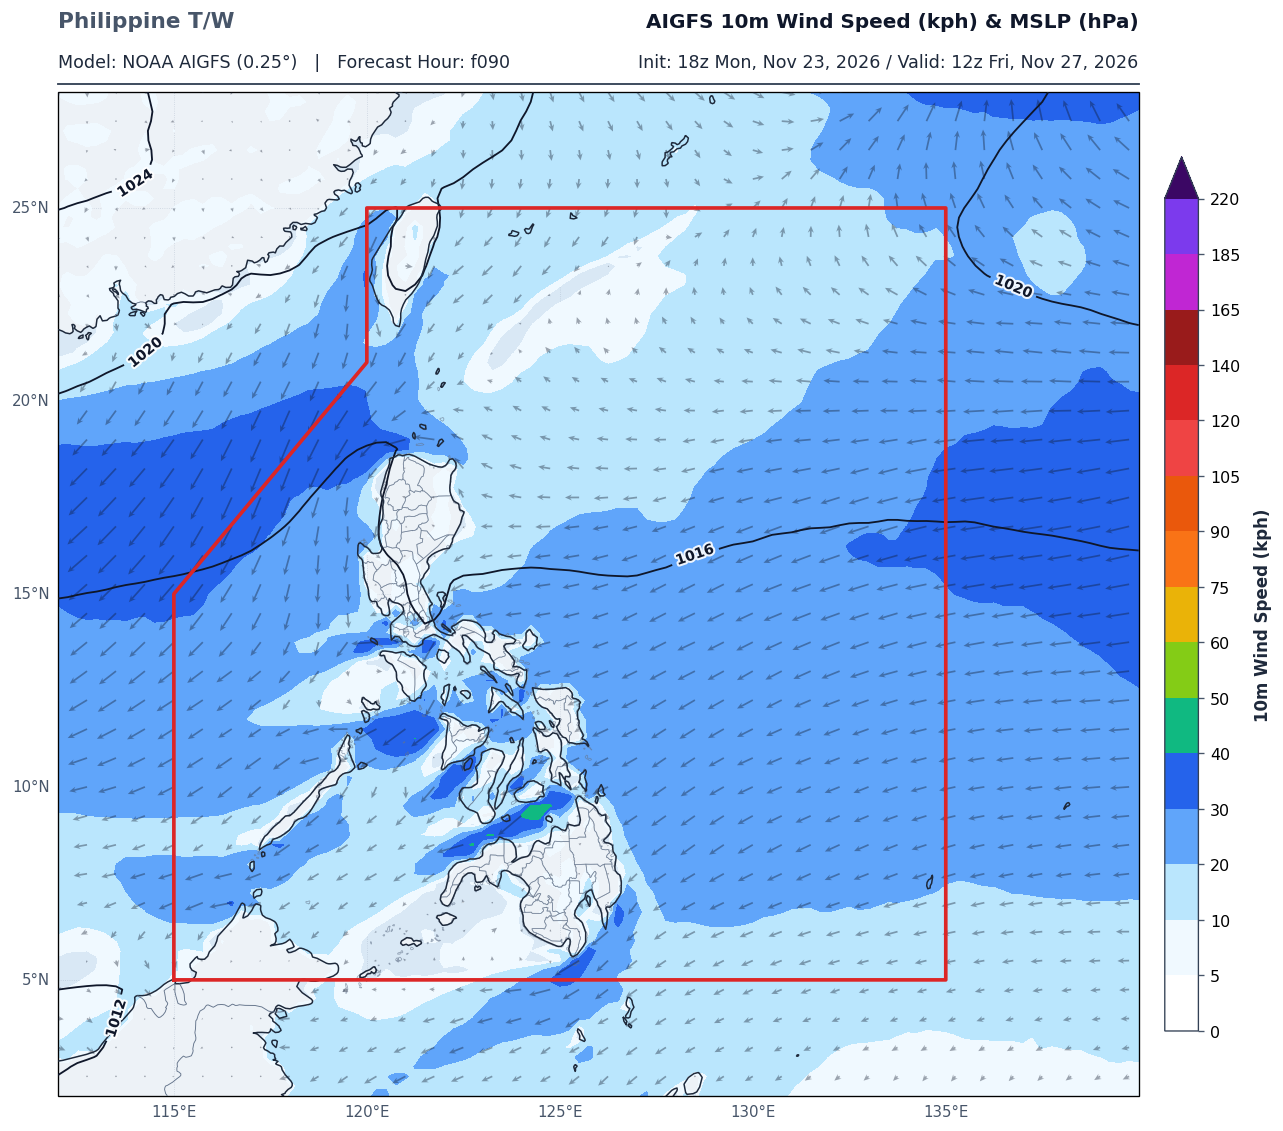 Philippine T/W
AIGFS 10m Wind Speed (kph) & MSLP (hPa)
Model: NOAA AIGFS (0.25°) | Forecast Hour: f090
Init: 18z Mon, Nov 23, 2026 / Valid: 12z Fri, Nov 27, 2026
1024
1020
1020
1016
1012
25°N
20°N
15°N
10°N
5°N
115°E
120°E
125°E
130°E
135°E
220
185
165
140
120
105
90
75
60
50
40
30
20
10
5
0
10m Wind Speed (kph)